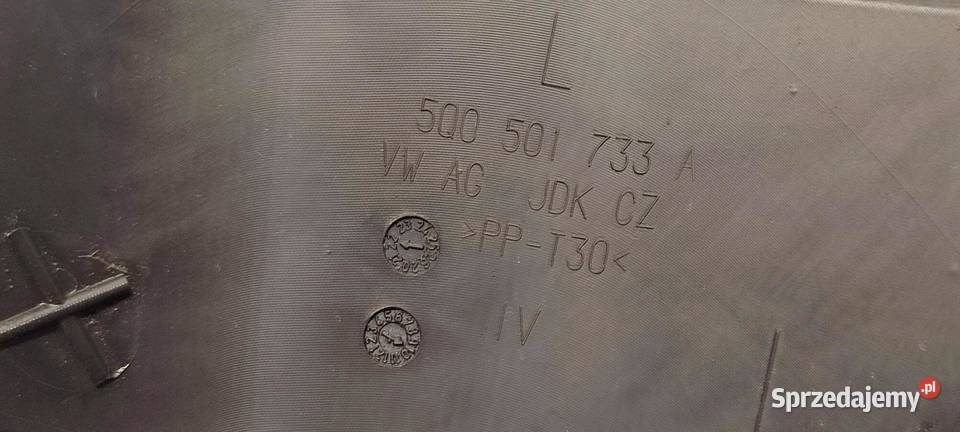 L
5Q0 501 733 A
VW AG JDK CZ
>PP-T30<
IV
Sprzedajemy.pl